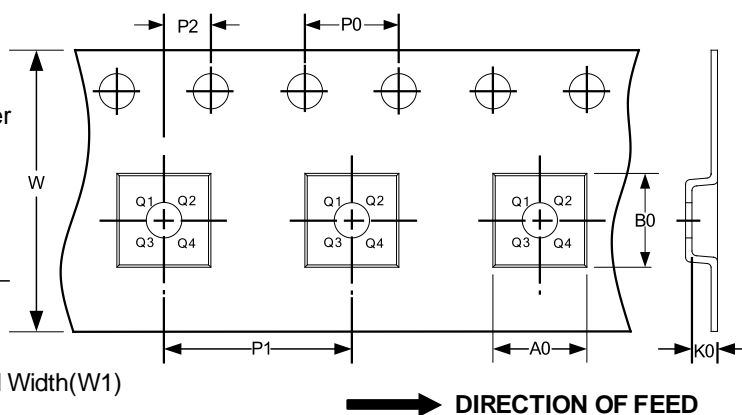 P2 P0
er
W
Q1 Q2 Q1 Q2 Q1 Q2
B0
Q3 Q4 Q3 Q4 Q3 Q4
P1 A0 K0
Width(W1)
DIRECTION OF FEED